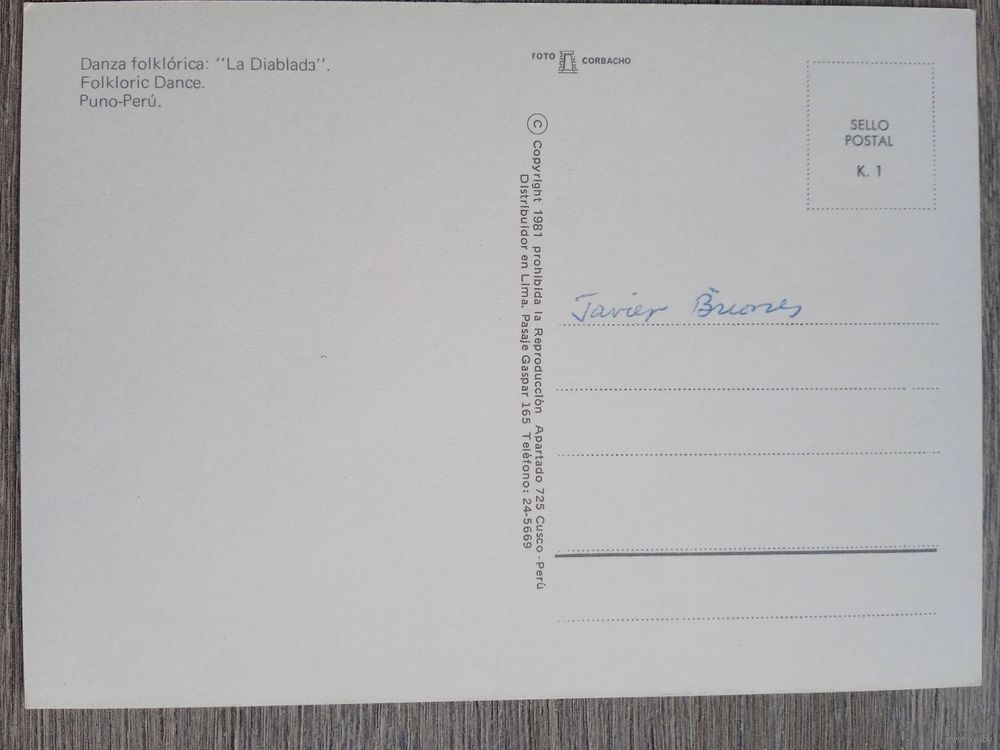 Danza folklórica: "La Diablada".
Folkloric Dance.
Puno-Perú.
FOTO CORBACHO
© Copyright 1981 prohibida la Reproducción Apartado 725 Cusco - Perú
Distribuidor en Lima. Pasaje Gaspar 165 Teléfono: 24-5669
SELLO
POSTAL
K. 1
Javier Briones